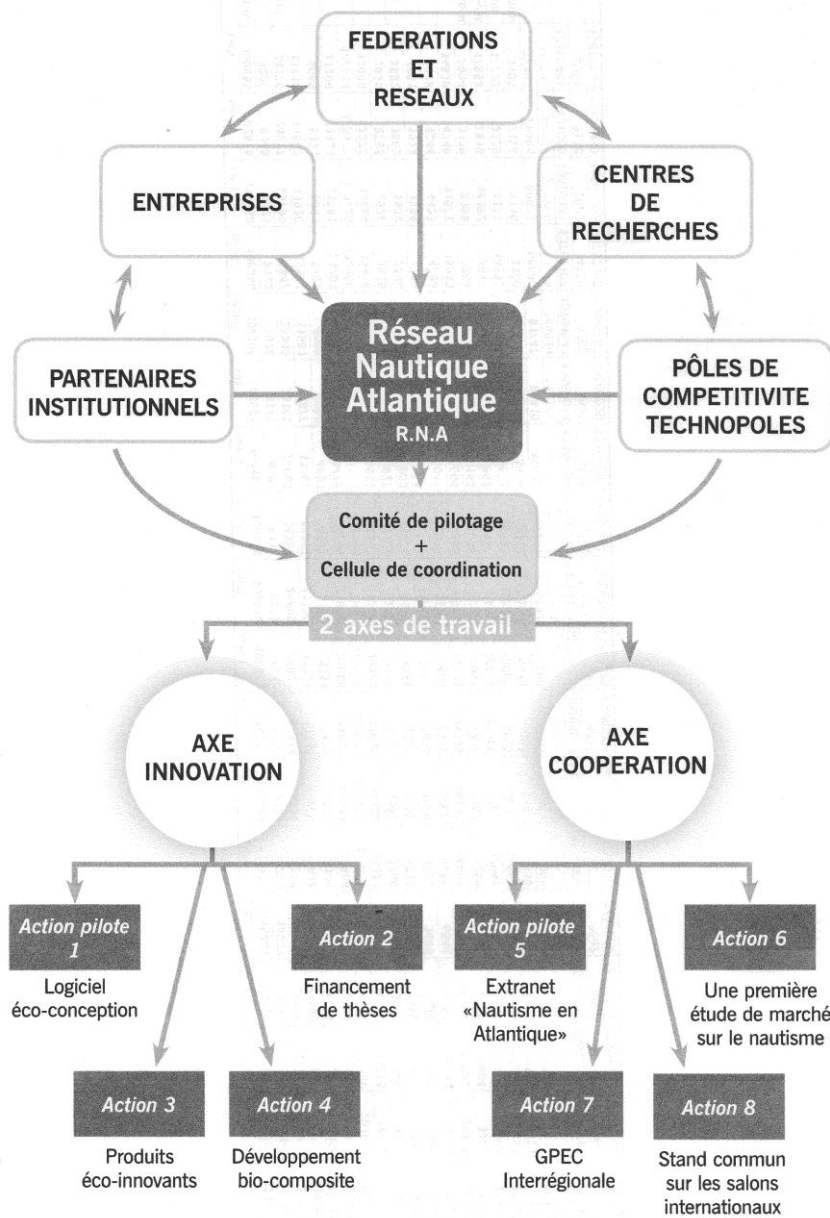 FEDERATIONS
ET
RESEAUX
ENTREPRISES
CENTRES
DE
RECHERCHES
PARTENAIRES
INSTITUTIONNELS
Réseau
Nautique
Atlantique
R.N.A
PÔLES DE
COMPETITIVITE
TECHNOPOLES
Comité de pilotage
+
Cellule de coordination
2 axes de travail
AXE
INNOVATION
AXE
COOPERATION
Action pilote
1
Logiciel
éco-conception
Action 2
Financement
de thèses
Action pilote
5
Extranet
«Nautisme en
Atlantique»
Action 6
Une première
étude de marché
sur le nautisme
Action 3
Produits
éco-innovants
Action 4
Développement
bio-composite
Action 7
GPEC
Interrégionale
Action 8
Stand commun
sur les salons
internationaux